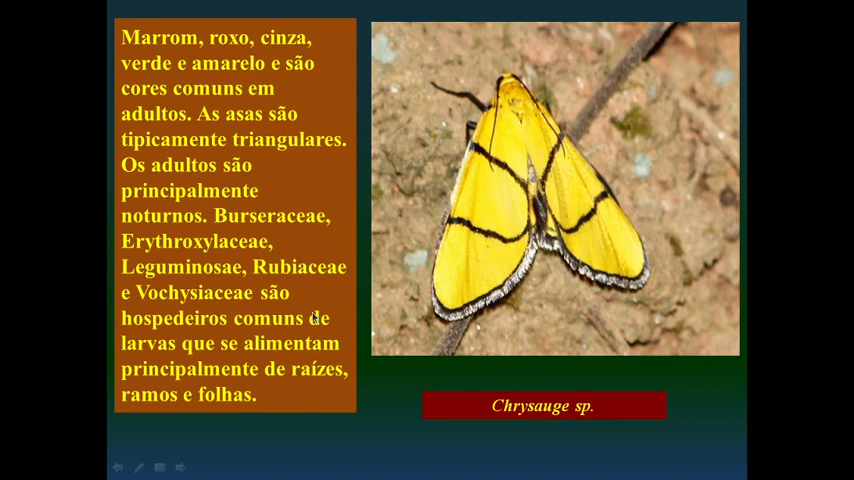 Marrom, roxo, cinza,
verde e amarelo e são
cores comuns em
adultos. As asas são
tipicamente triangulares.
Os adultos são
principalmente
noturnos. Burseraceae,
Erythroxylaceae,
Leguminosae, Rubiaceae
e Vochysiaceae são
hospedeiros comuns de
larvas que se alimentam
principalmente de raízes,
ramos e folhas.
Chrysauge sp.